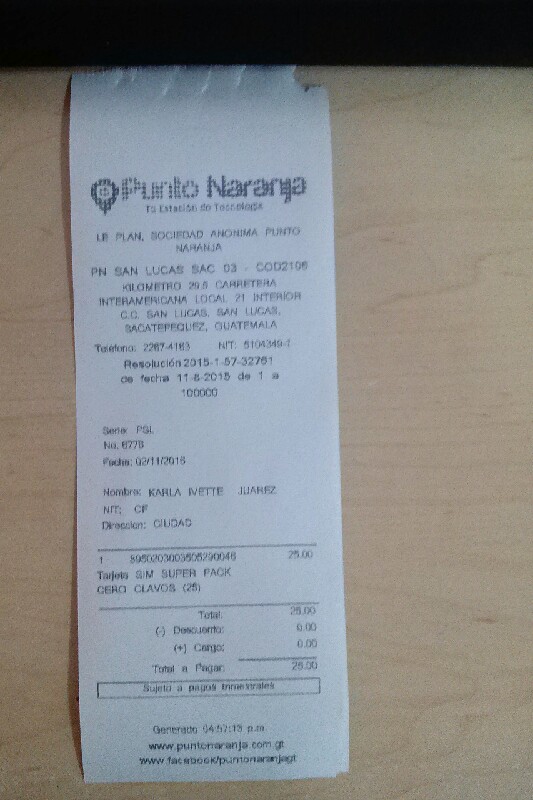 Punto Naranja
Tu Estación de Tecnología
LE PLAN, SOCIEDAD ANONIMA PUNTO
NARANJA
PN SAN LUCAS SAC 03 - COD2106
KILOMETRO 29.5 CARRETERA
INTERAMERICANA LOCAL 21 INTERIOR
C.C. SAN LUCAS, SAN LUCAS,
SACATEPEQUEZ, GUATEMALA
Teléfono: 2267-4163 NIT: 5104349-1
Resolución 2015-1-57-32761
de fecha 11-8-2015 de 1 a
100000
Serie: PSL
No. 6778
Fecha: 02/11/2016
Nombre: KARLA IVETTE JUAREZ
NIT: CF
Direccion: CIUDAD
1 8950203003505290046 25.00
Tarjeta SIM SUPER PACK
CERO CLAVOS (25)
Total: 25.00
(-) Descuento: 0.00
(+) Cargo: 0.00
Total a Pagar: 25.00
Sujeto a pagos trimestrales
Generado 04:57:13 p.m.
www.puntonaranja.com.gt
www.facebook/puntonaranjagt